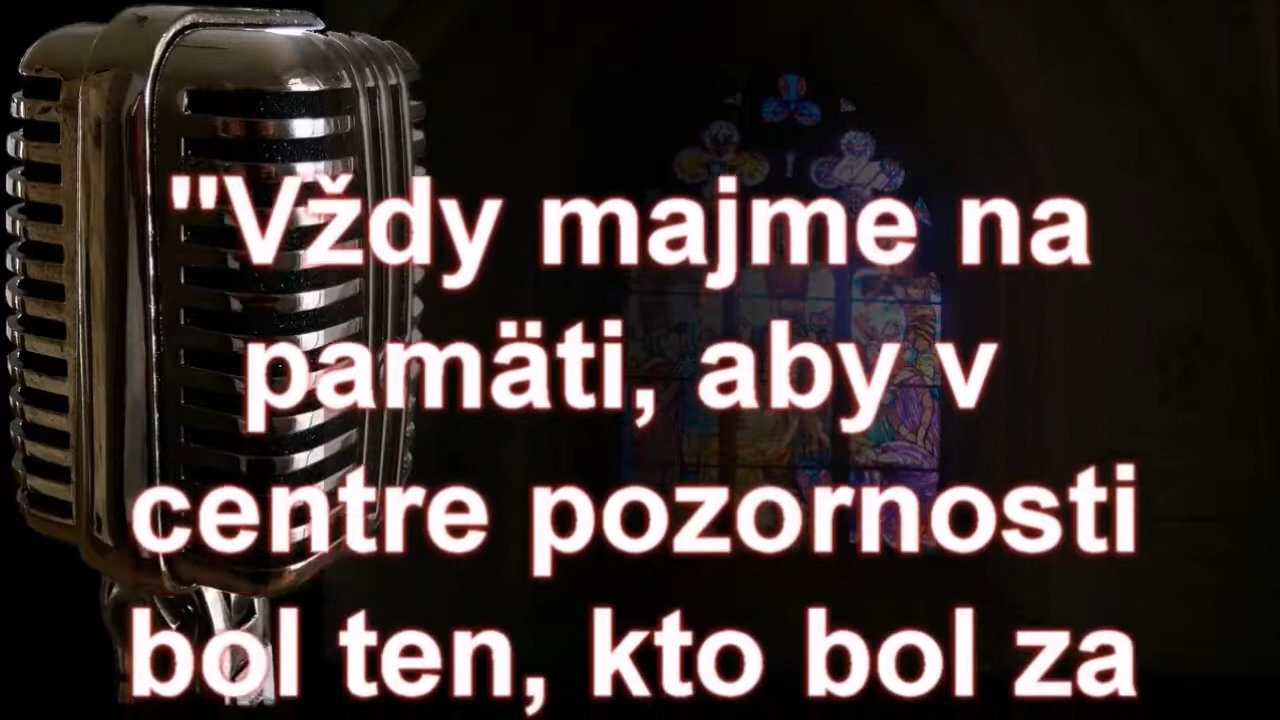 "Vždy majme na
pamäti, aby v
centre pozornosti
bol ten, kto bol za